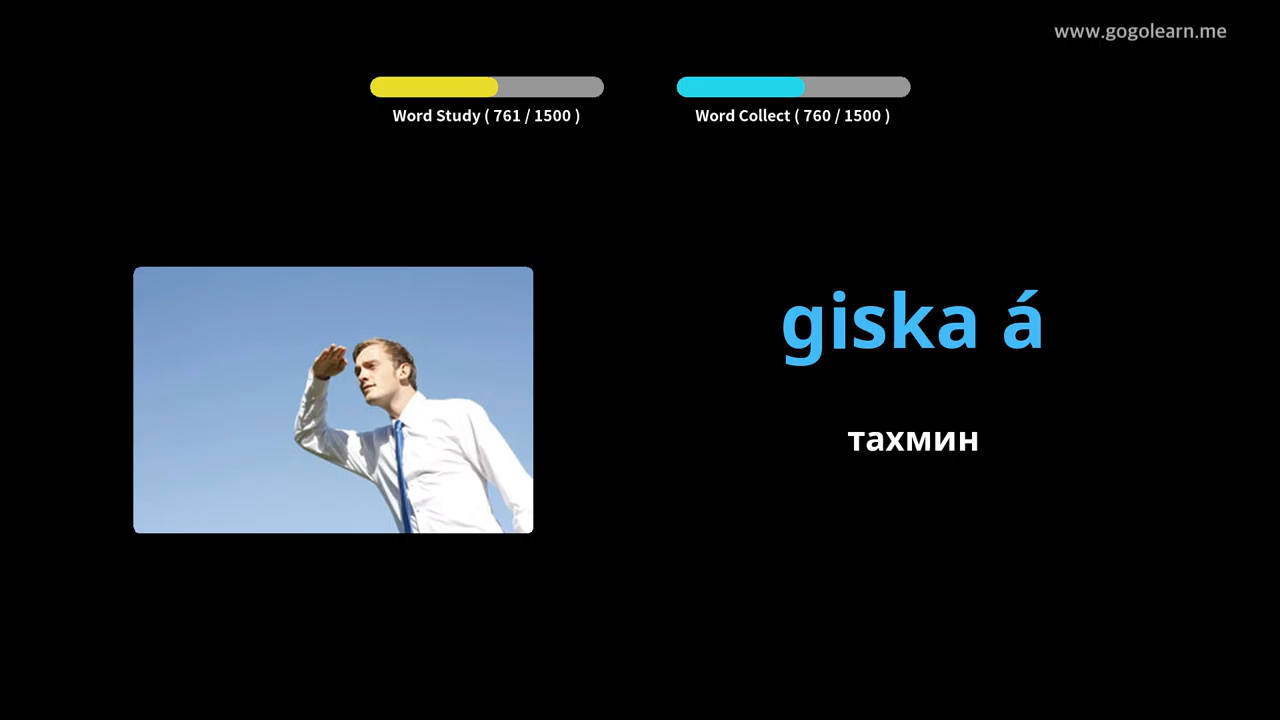 www.gogolearn.me
Word Study ( 761 / 1500 )
Word Collect ( 760 / 1500 )
giska á
тахмин